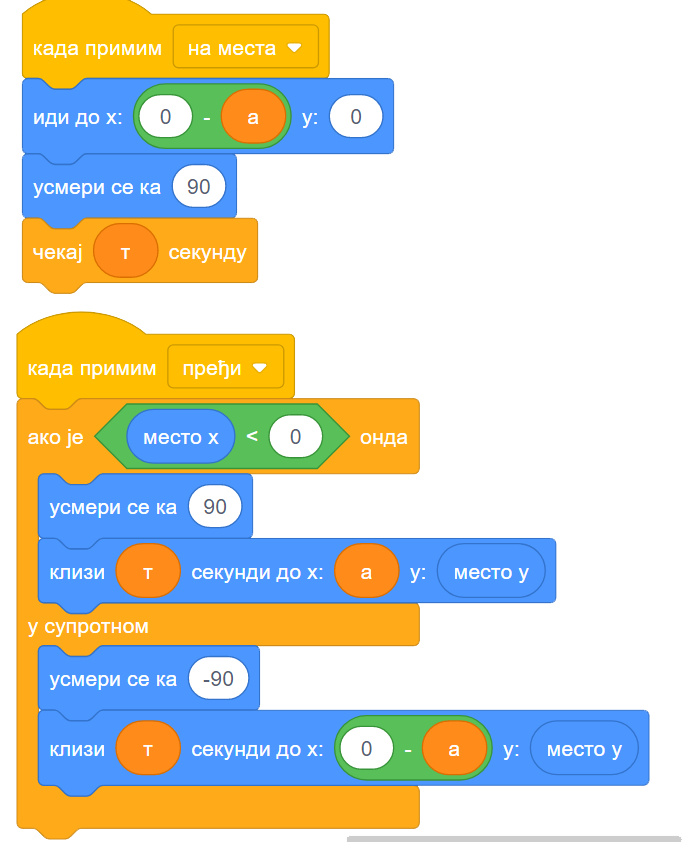 када примим на места
иди до x: 0 - а y: 0
усмери се ка 90
чекај т секунду
када примим пређи
ако је место x < 0 онда
усмери се ка 90
клизи т секунди до x: а y: место y
у супротном
усмери се ка -90
клизи т секунди до x: 0 - а y: место y